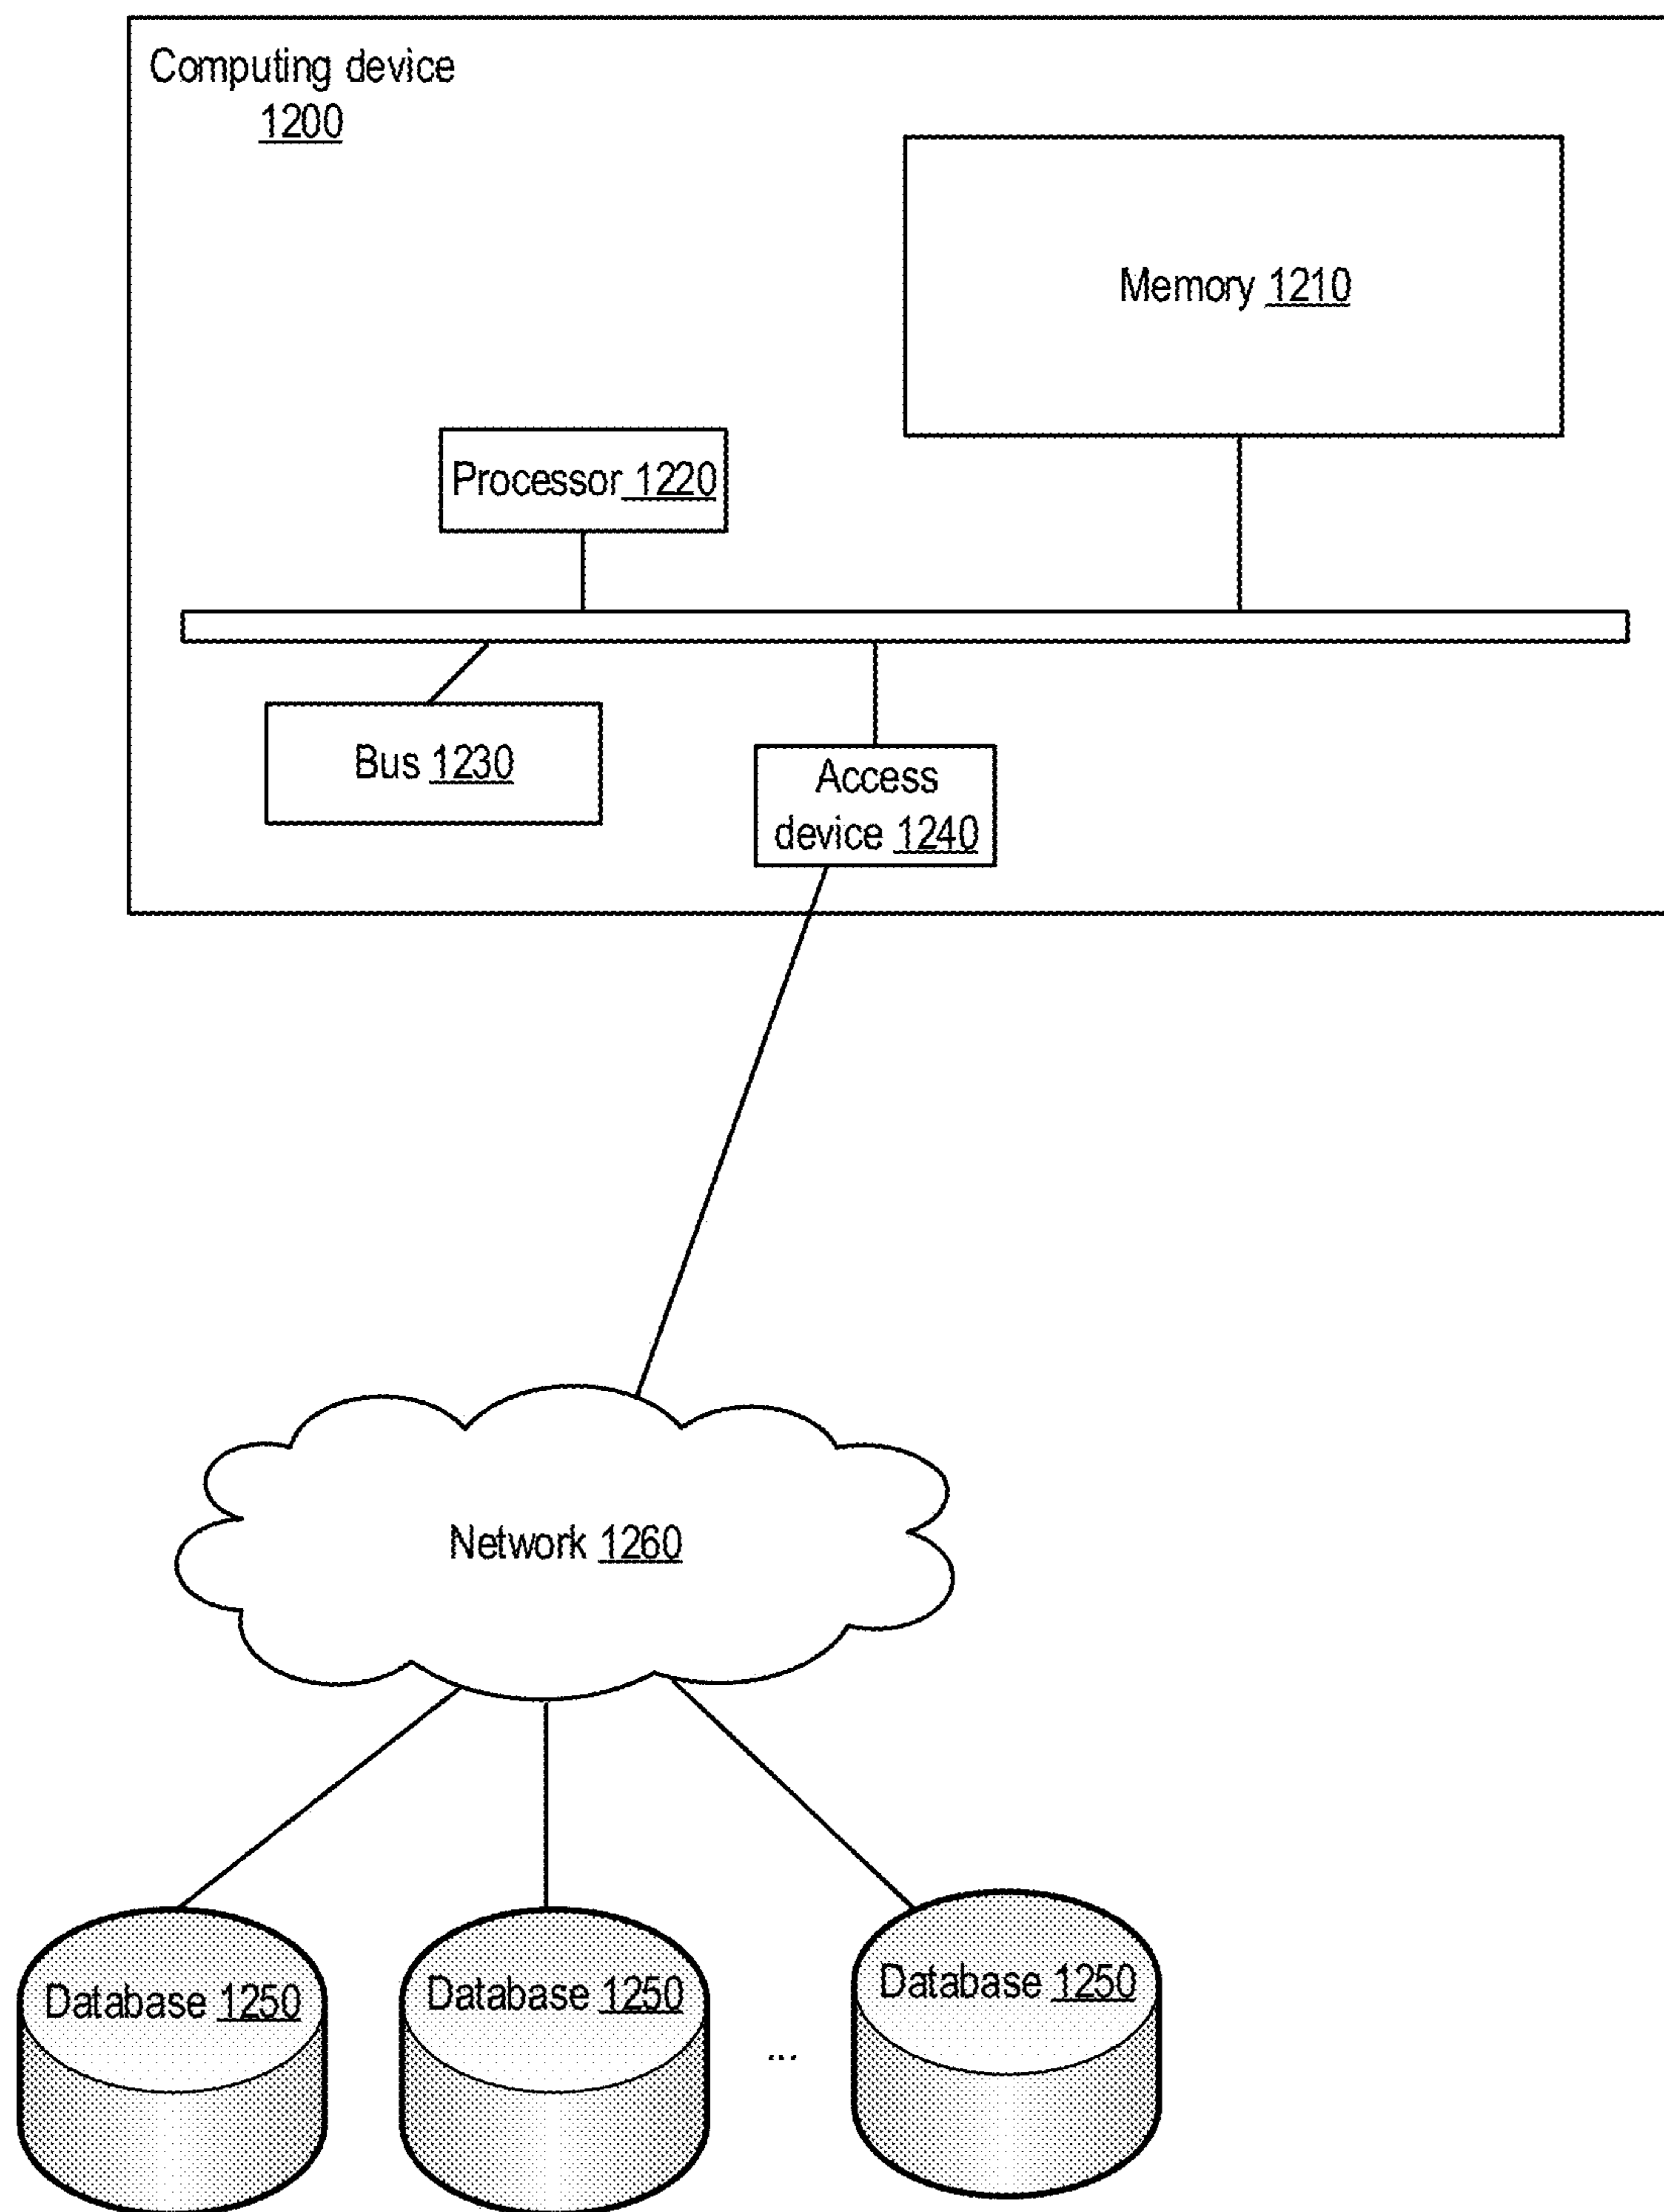 Computing device
1200
Memory 1210
Processor 1220
Bus 1230
Access
device 1240
Network 1260
Database 1250
Database 1250
...
Database 1250